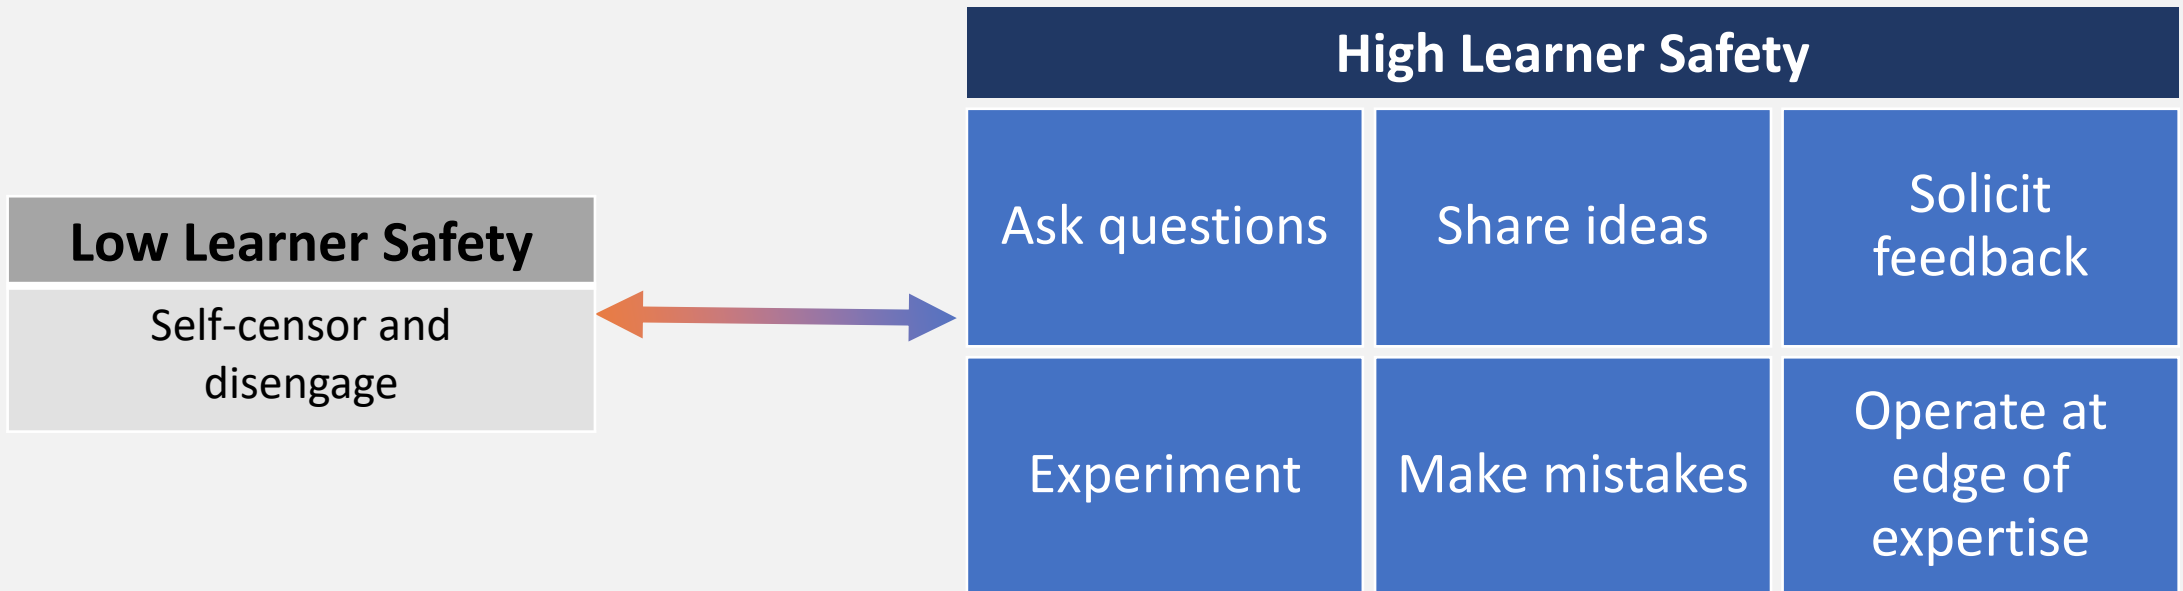 Low Learner Safety
Self-censor and
disengage
High Learner Safety
Ask questions
Share ideas
Solicit
feedback
Experiment
Make mistakes
Operate at
edge of
expertise